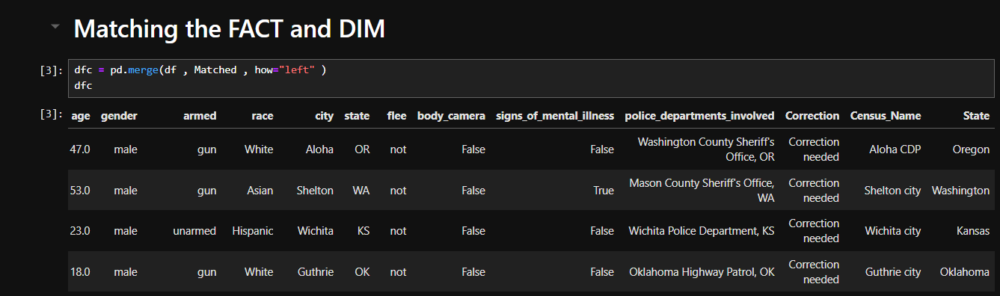 Matching the FACT and DIM
[3]: dfc = pd.merge(df , Matched , how="left" )
dfc
[3]: age gender armed race city state flee body_camera signs_of_mental_illness police_departments_involved Correction Census_Name State
47.0 male gun White Aloha OR not False False Washington County Sheriff's Office, OR Correction needed Aloha CDP Oregon
53.0 male gun Asian Shelton WA not False True Mason County Sheriff's Office, WA Correction needed Shelton city Washington
23.0 male unarmed Hispanic Wichita KS not False False Wichita Police Department, KS Correction needed Wichita city Kansas
18.0 male gun White Guthrie OK not False False Oklahoma Highway Patrol, OK Correction needed Guthrie city Oklahoma